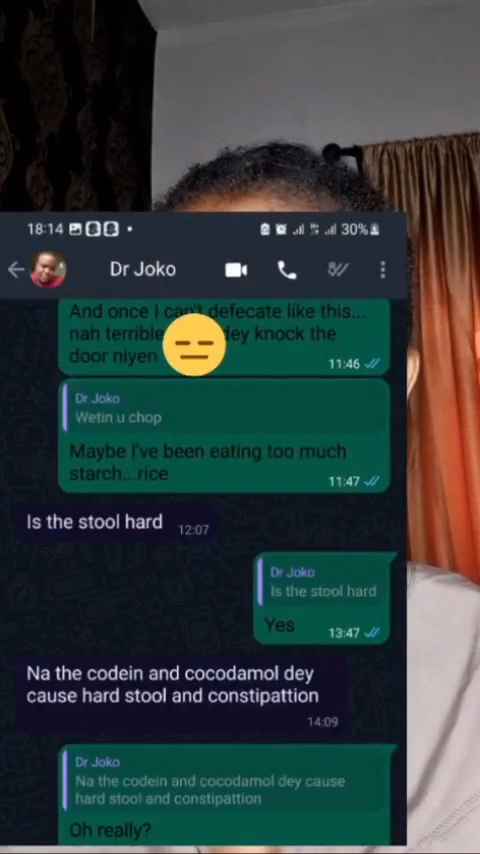 18:14
30%
Dr Joko
And once I can't defecate like this...
nah terrible dey knock the
door niyen
11:46
Dr Joko
Wetin u chop
Maybe I've been eating too much
starch...rice
11:47
Is the stool hard
12:07
Dr Joko
Is the stool hard
Yes
13:47
Na the codein and cocodamol dey
cause hard stool and constipattion
14:09
Dr Joko
Na the codein and cocodamol dey cause
hard stool and constipattion
Oh really?